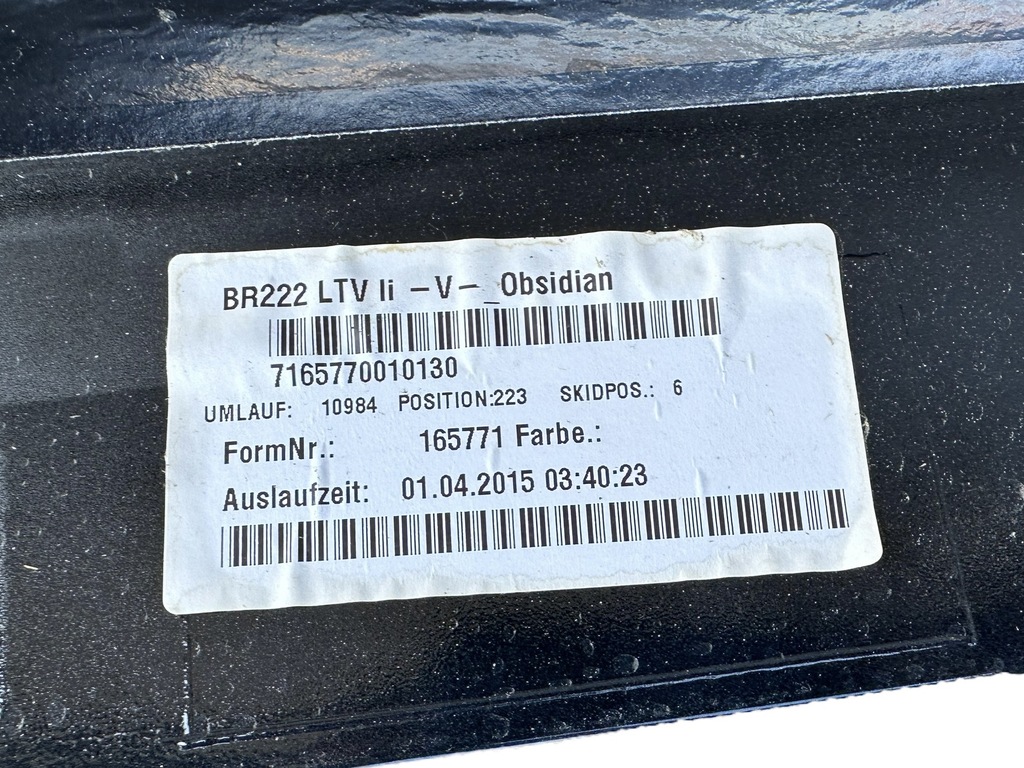 BR222 LTV li –V–_Obsidian
7165770010130
UMLAUF: 10984 POSITION:223 SKIDPOS.: 6
FormNr.: 165771 Farbe.:
Auslaufzeit: 01.04.2015 03:40:23